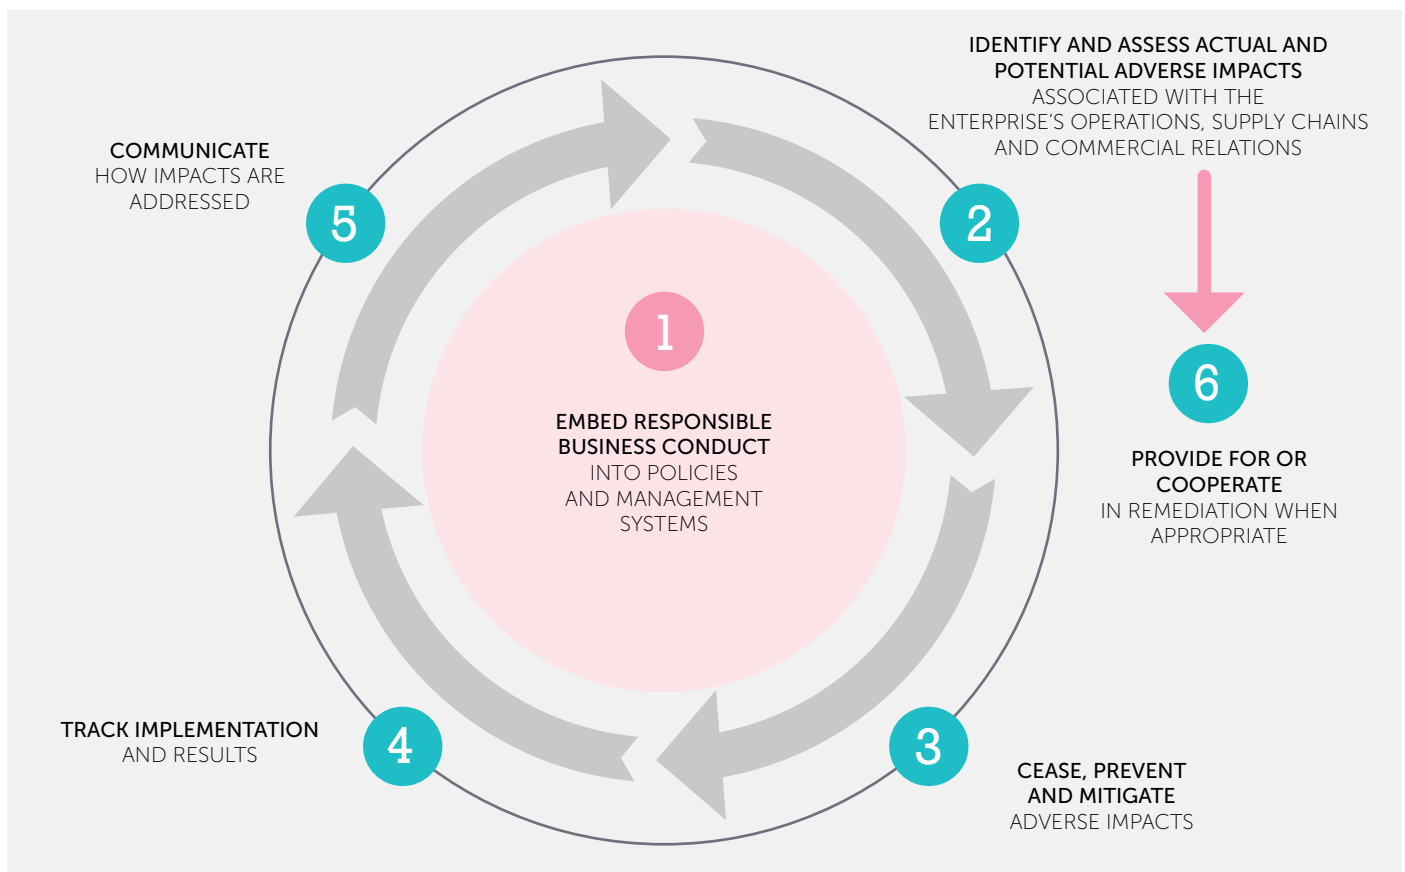 1
EMBED RESPONSIBLE
BUSINESS CONDUCT
INTO POLICIES
AND MANAGEMENT
SYSTEMS
2
IDENTIFY AND ASSESS ACTUAL AND
POTENTIAL ADVERSE IMPACTS
ASSOCIATED WITH THE
ENTERPRISE’S OPERATIONS, SUPPLY CHAINS
AND COMMERCIAL RELATIONS
3
CEASE, PREVENT
AND MITIGATE
ADVERSE IMPACTS
4
TRACK IMPLEMENTATION
AND RESULTS
5
COMMUNICATE
HOW IMPACTS ARE
ADDRESSED
6
PROVIDE FOR OR
COOPERATE
IN REMEDIATION WHEN
APPROPRIATE